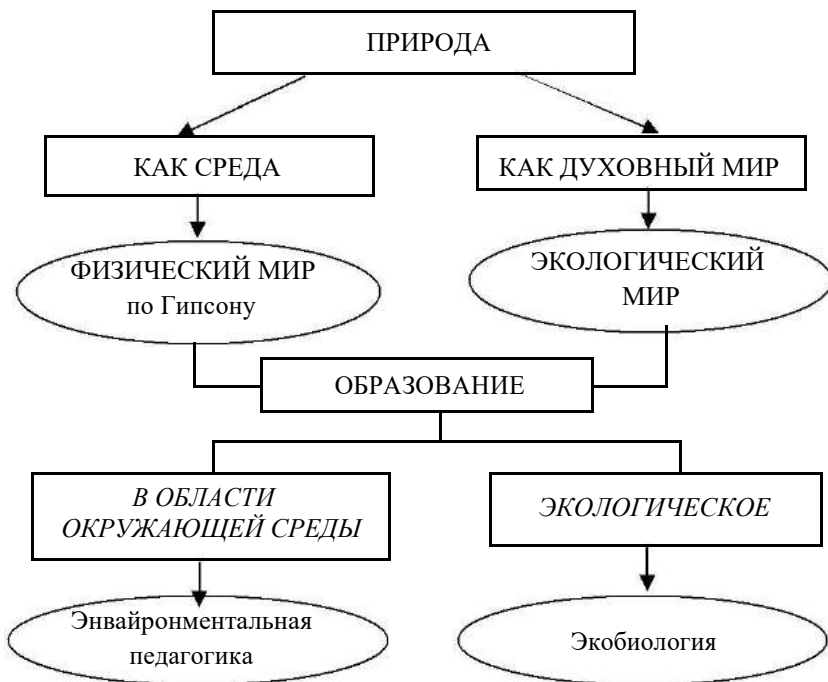 ПРИРОДА
КАК СРЕДА
КАК ДУХОВНЫЙ МИР
ФИЗИЧЕСКИЙ МИР
по Гипсону
ЭКОЛОГИЧЕСКИЙ
МИР
ОБРАЗОВАНИЕ
В ОБЛАСТИ
ОКРУЖАЮЩЕЙ СРЕДЫ
ЭКОЛОГИЧЕСКОЕ
Энвайронментальная
педагогика
Экобиология